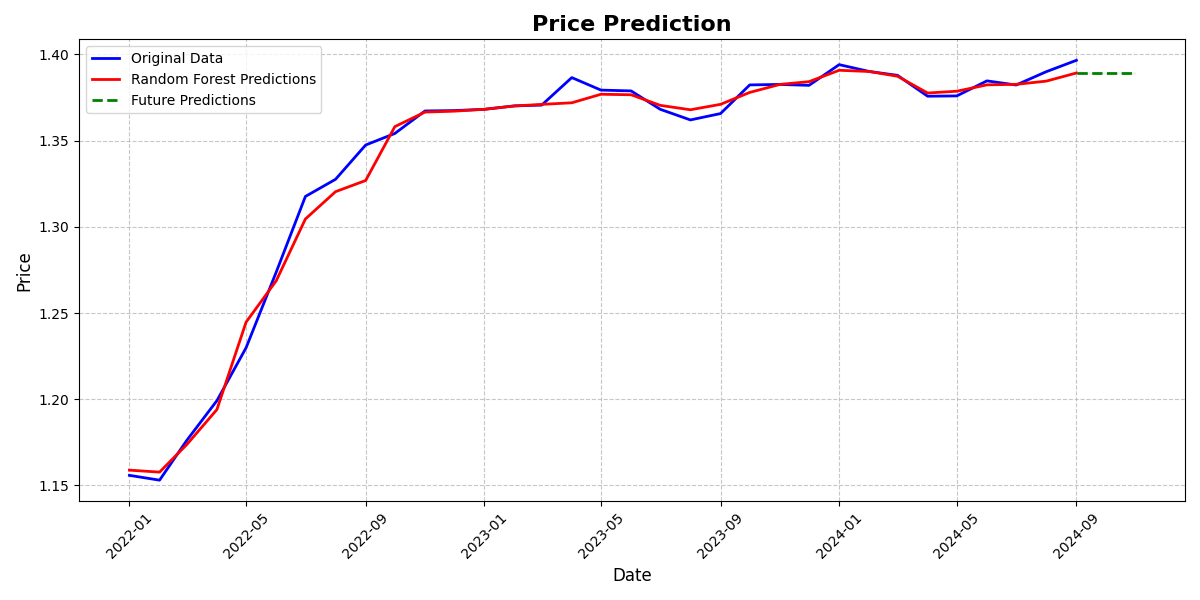 Price Prediction
Original Data
Random Forest Predictions
Future Predictions
Price
1.40
1.35
1.30
1.25
1.20
1.15
2022-01
2022-05
2022-09
2023-01
2023-05
2023-09
2024-01
2024-05
2024-09
Date